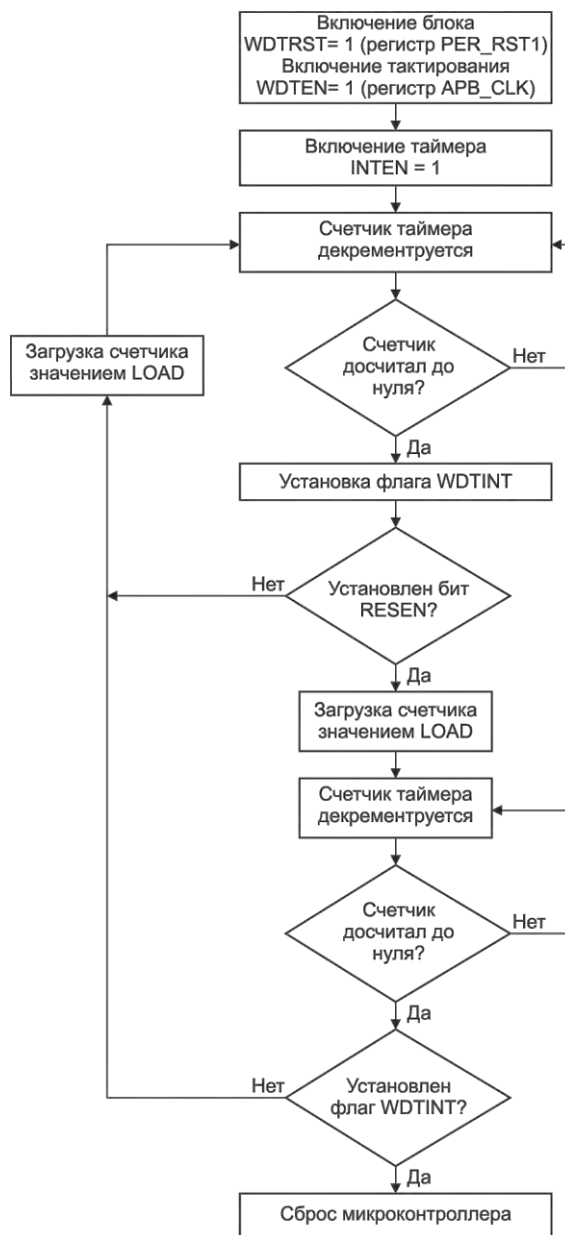 Включение блока
WDTRST= 1 (регистр PER_RST1)
Включение тактирования
WDTEN= 1 (регистр APB_CLK)
Включение таймера
INTEN = 1
Счетчик таймера
декрементруется
Загрузка счетчика
значением LOAD
Счетчик
досчитал до
нуля?
Нет
Да
Установка флага WDTINT
Нет
Установлен бит
RESEN?
Да
Загрузка счетчика
значением LOAD
Счетчик таймера
декрементруется
Счетчик
досчитал до
нуля?
Нет
Да
Нет
Установлен
флаг WDTINT?
Да
Сброс микроконтроллера